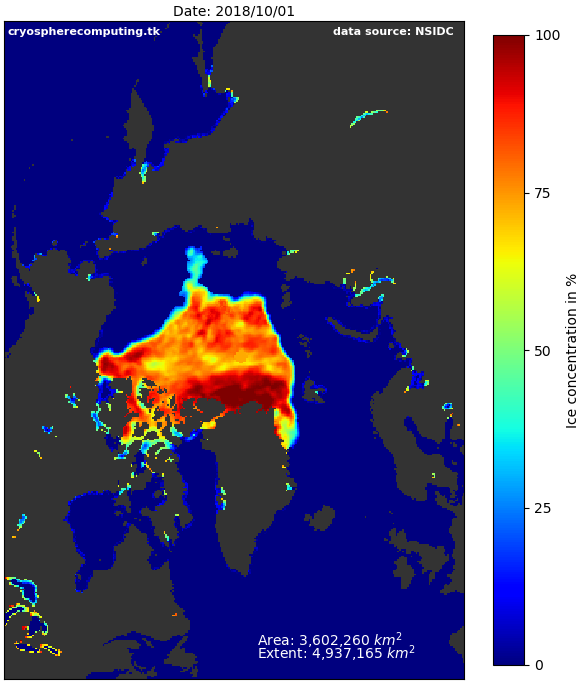 Date: 2018/10/01
cryospherecomputing.tk data source: NSIDC
100
75
50
25
0
Ice concentration in %
Area: 3,602,260 km²
Extent: 4,937,165 km²